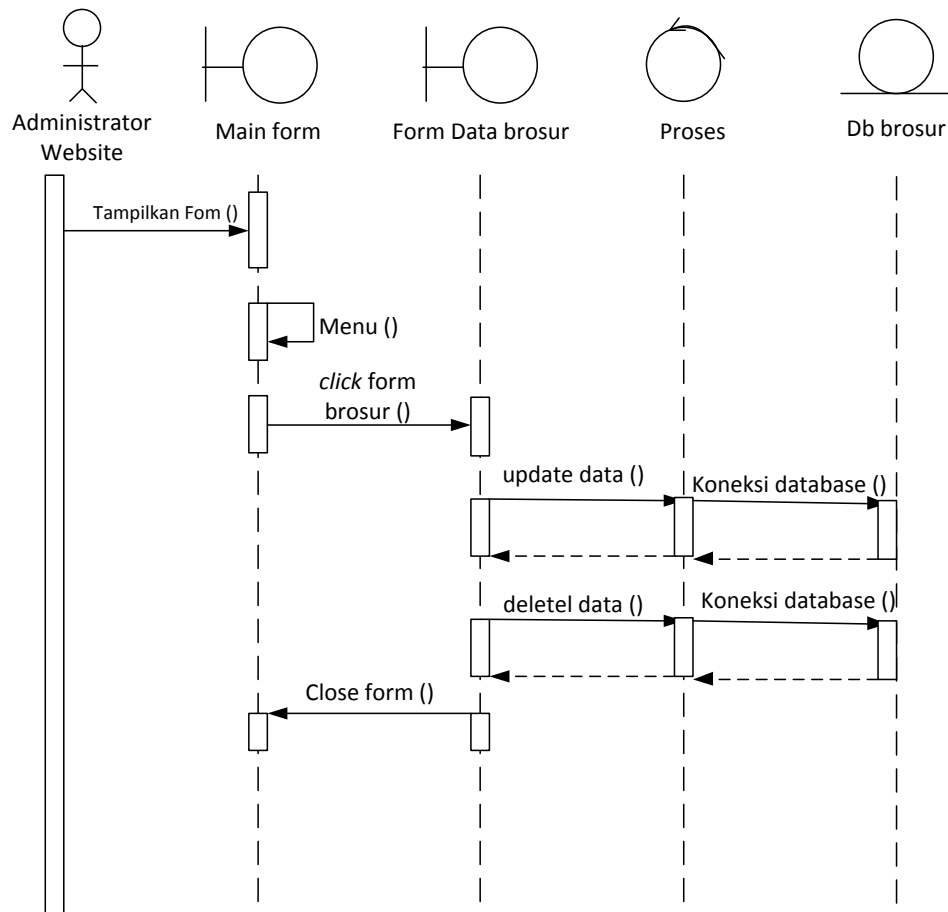 Administrator
Website
Main form
Form Data brosur
Proses
Db brosur
Tampilkan Fom ()
Menu ()
click form
brosur ()
update data ()
Koneksi database ()
deletel data ()
Koneksi database ()
Close form ()